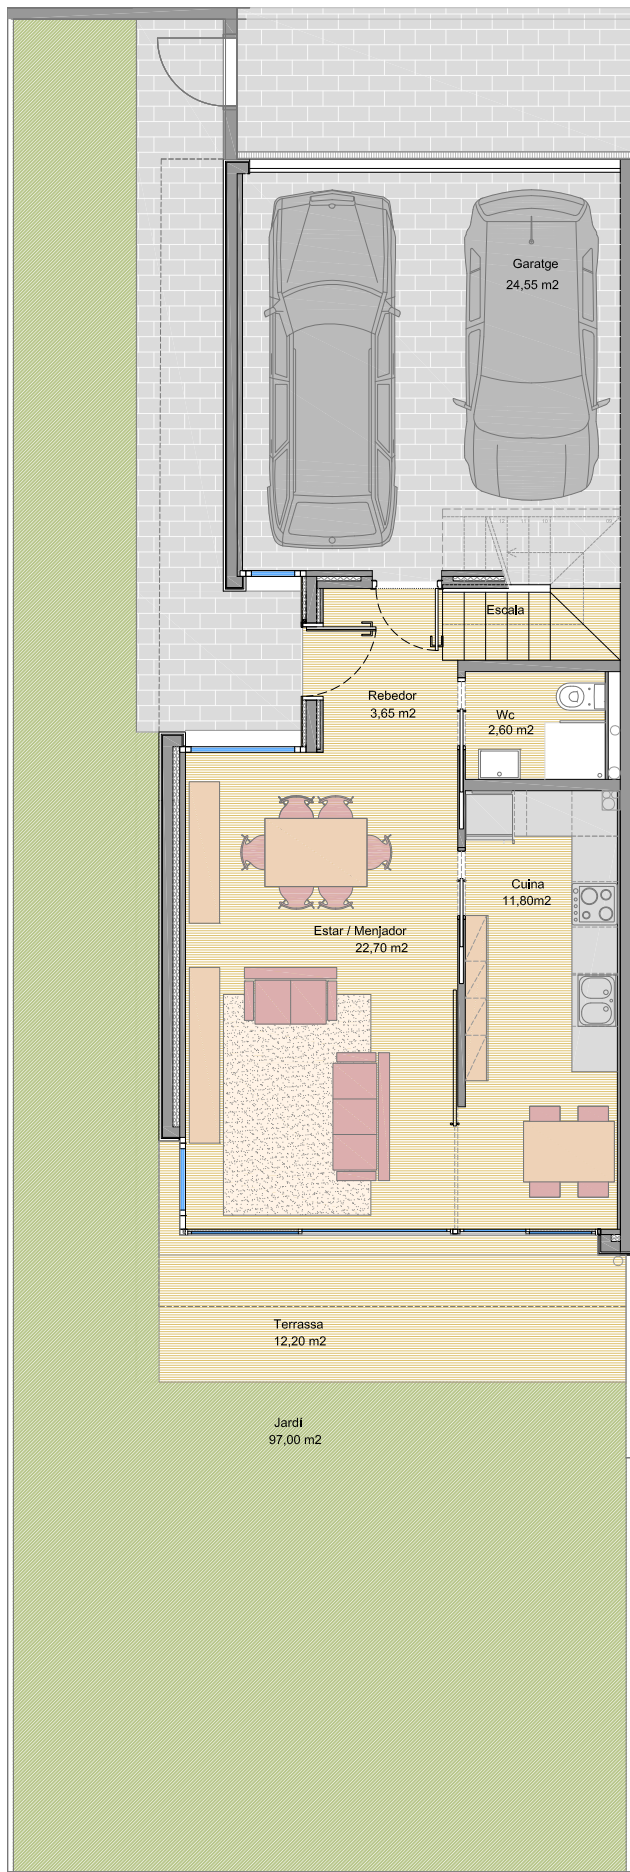 Garatge
24,55 m2
Escala
Rebedor
3,65 m2
Wc
2,60 m2
Cuina
11,80m2
Estar / Menjador
22,70 m2
Terrassa
12,20 m2
Jardí
97,00 m2